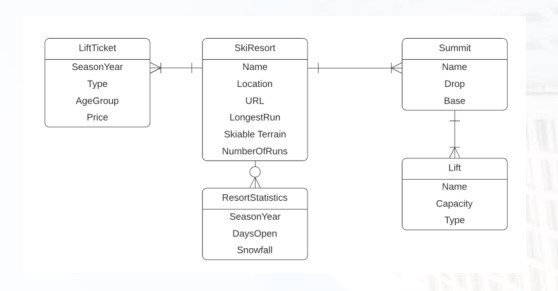 LiftTicket
SeasonYear
Type
AgeGroup
Price
SkiResort
Name
Location
URL
LongestRun
Skiable Terrain
NumberOfRuns
Summit
Name
Drop
Base
ResortStatistics
SeasonYear
DaysOpen
Snowfall
Lift
Name
Capacity
Type